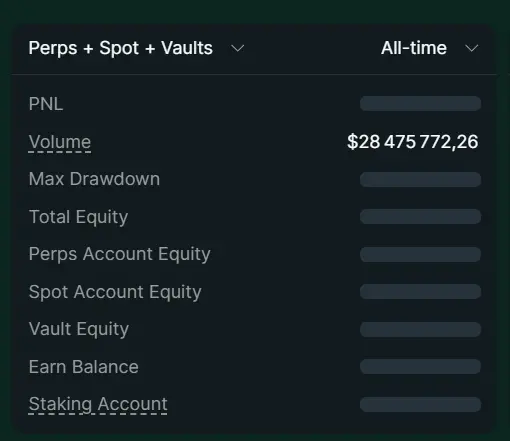 Perps + Spot + Vaults All-time
PNL
Volume $28 475 772,26
Max Drawdown
Total Equity
Perps Account Equity
Spot Account Equity
Vault Equity
Earn Balance
Staking Account